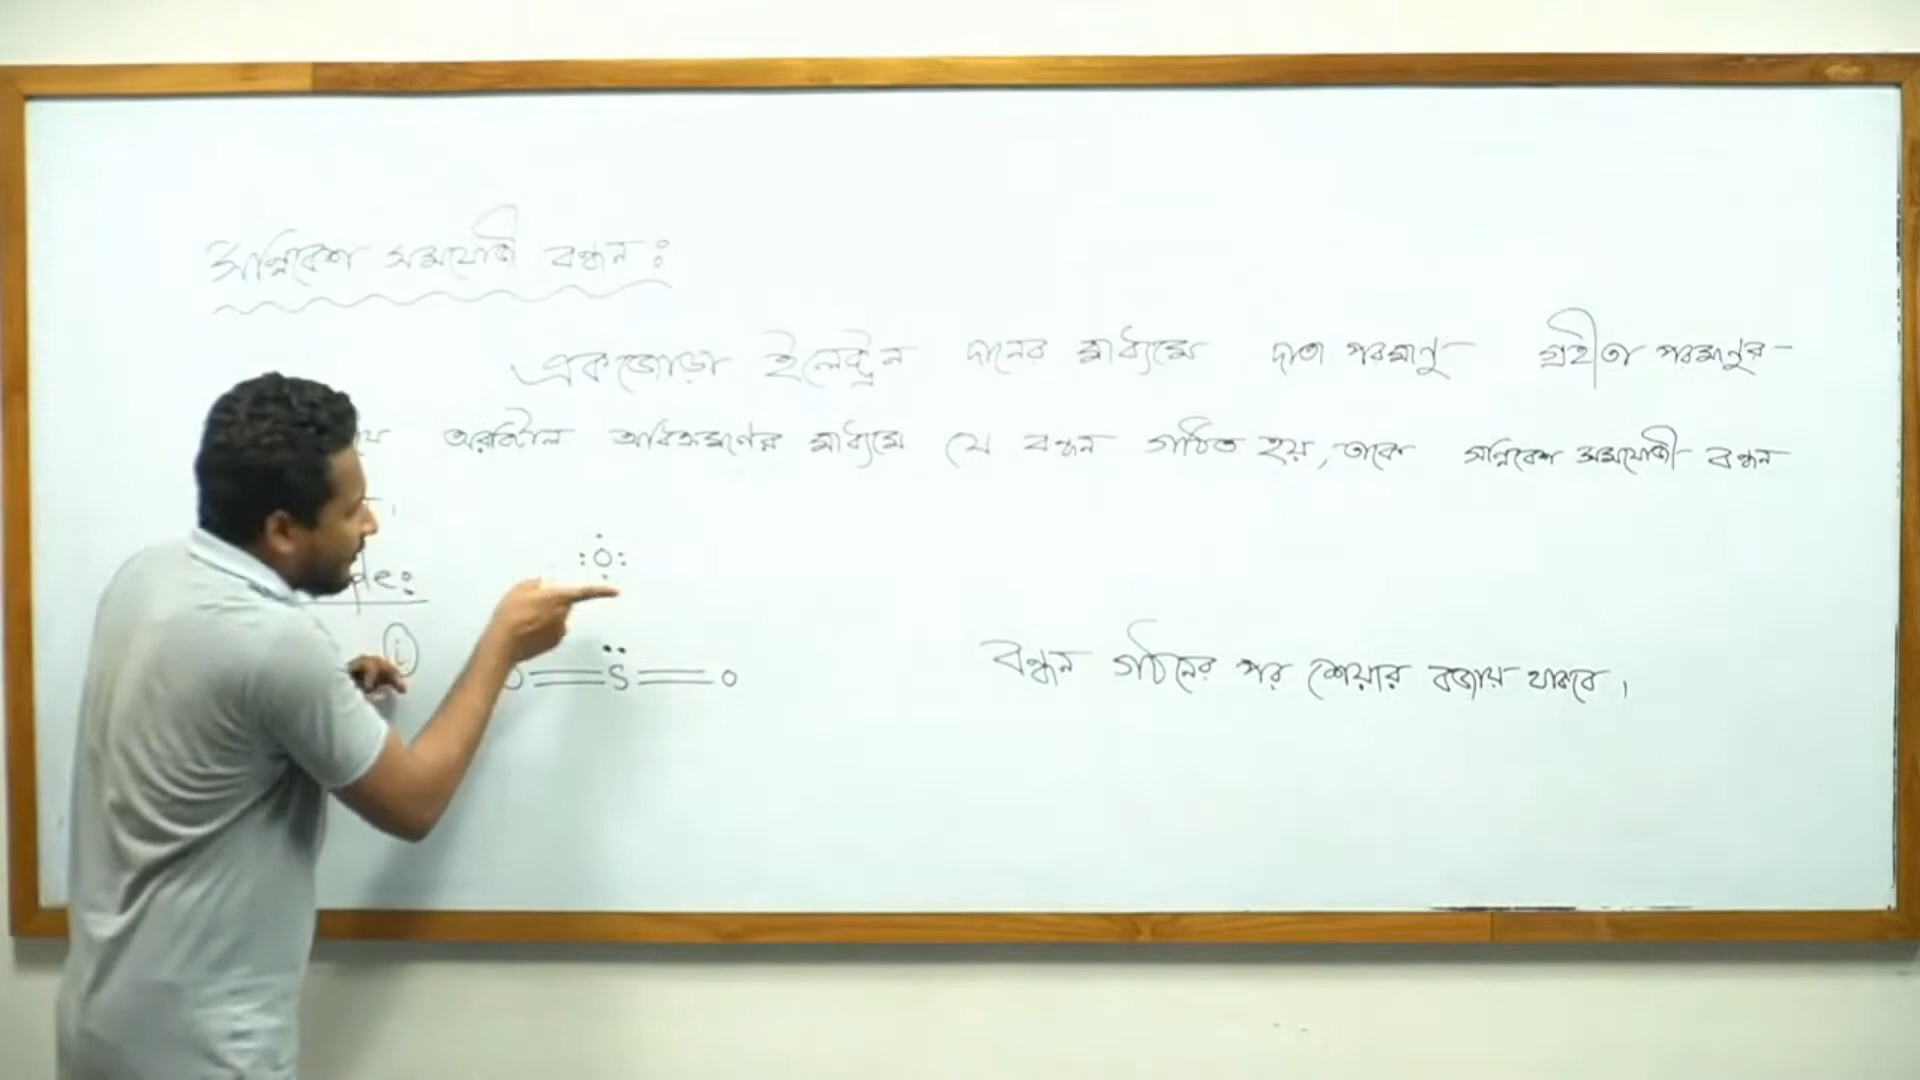 সন্নিবেশ সমযোজী বন্ধন :
একজোড়া ইলেক্ট্রন দানের মাধ্যমে দাতা পরমাণু গ্রহীতা পরমাণুর
অরবিটাল অধিক্রমণের মাধ্যমে যে বন্ধন গঠিত হয়, তাকে সন্নিবেশ সমযোজী বন্ধন
:O:
i
O=S=O
বন্ধন গঠনের পর শেয়ার বজায় থাকবে।